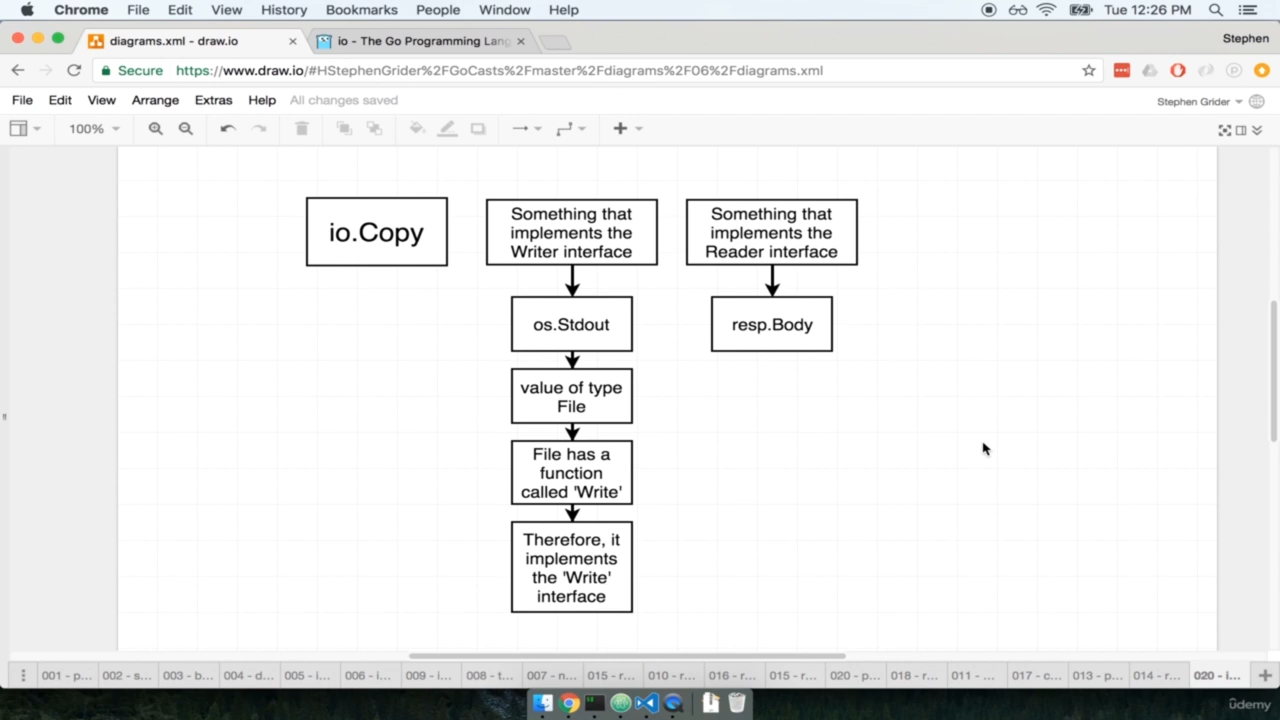 Chrome File Edit View History Bookmarks People Window Help Tue 12:26 PM
diagrams.xml - draw.io io - The Go Programming Lang Stephen
Secure https://www.draw.io/#HStephenGrider%2FGoCasts%2Fmaster%2Fdiagrams%2F06%2Fdiagrams.xml
File Edit View Arrange Extras Help All changes saved Stephen Grider
100%
io.Copy
Something that
implements the
Writer interface
Something that
implements the
Reader interface
os.Stdout
resp.Body
value of type
File
File has a
function
called 'Write'
Therefore, it
implements
the 'Write'
interface
001 - p... 002 - s... 003 - b... 004 - d... 005 - i... 006 - i... 009 - i... 008 - t... 007 - n... 015 - r... 010 - r... 016 - r... 015 - r... 020 - p... 018 - r... 011 - ... 017 - c... 013 - p... 014 - r... 020 - i...
ûdemy